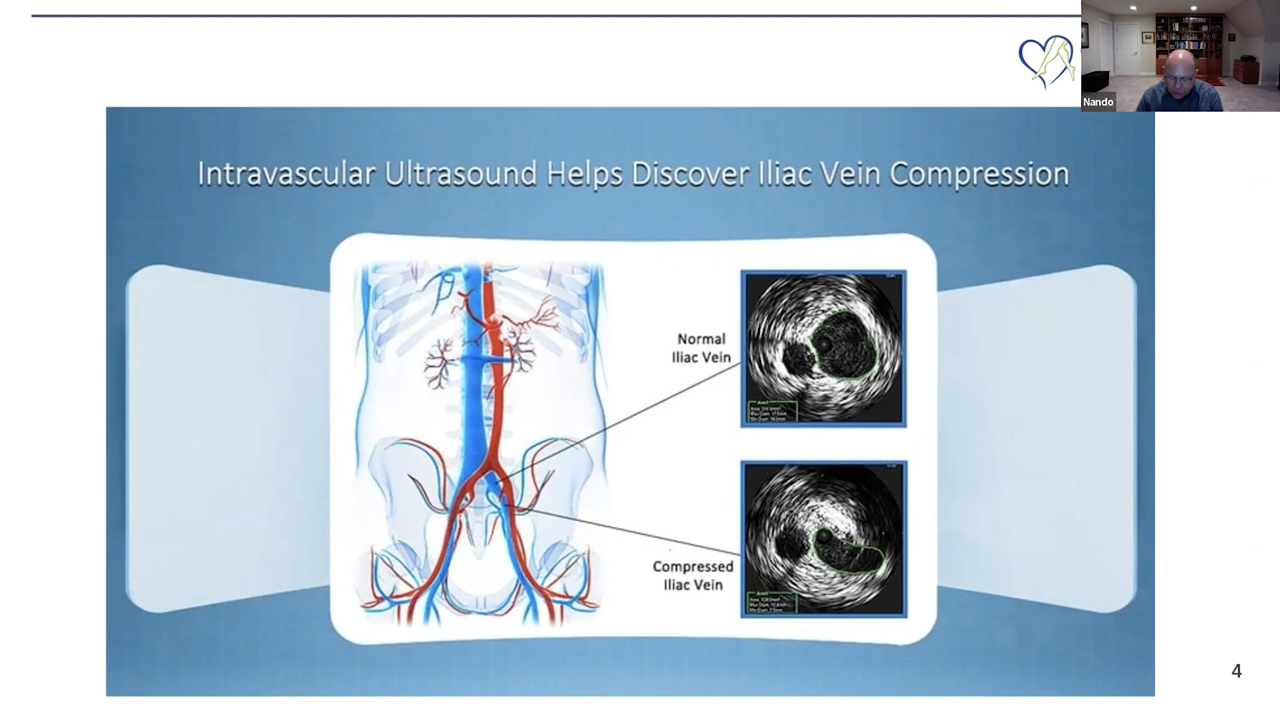 Nando
Intravascular Ultrasound Helps Discover Iliac Vein Compression
Normal
Iliac Vein
Compressed
Iliac Vein
4